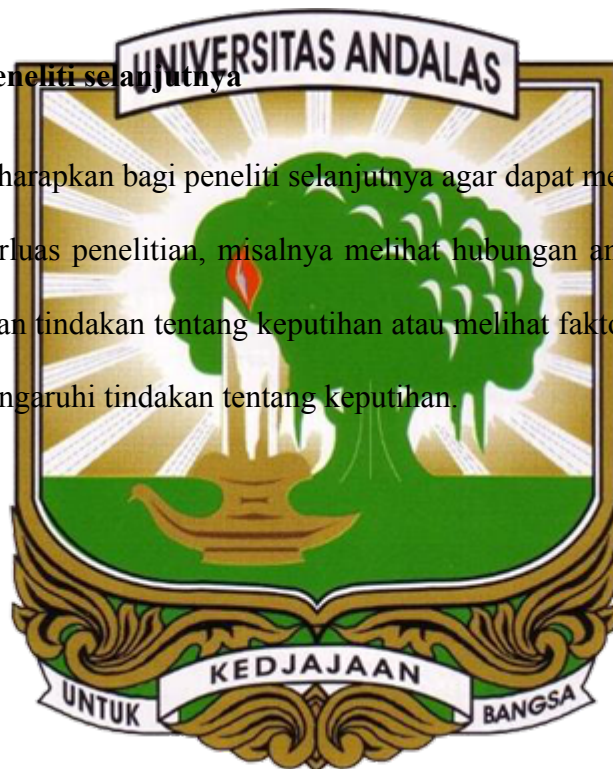 UNIVERSITAS ANDALAS
eneliti selanjutnya
harapkan bagi peneliti selanjutnya agar dapat me
rluas penelitian, misalnya melihat hubungan an
an tindakan tentang keputihan atau melihat fakto
ngaruhi tindakan tentang keputihan.
KEDJAJAAN
UNTUK
BANGSA